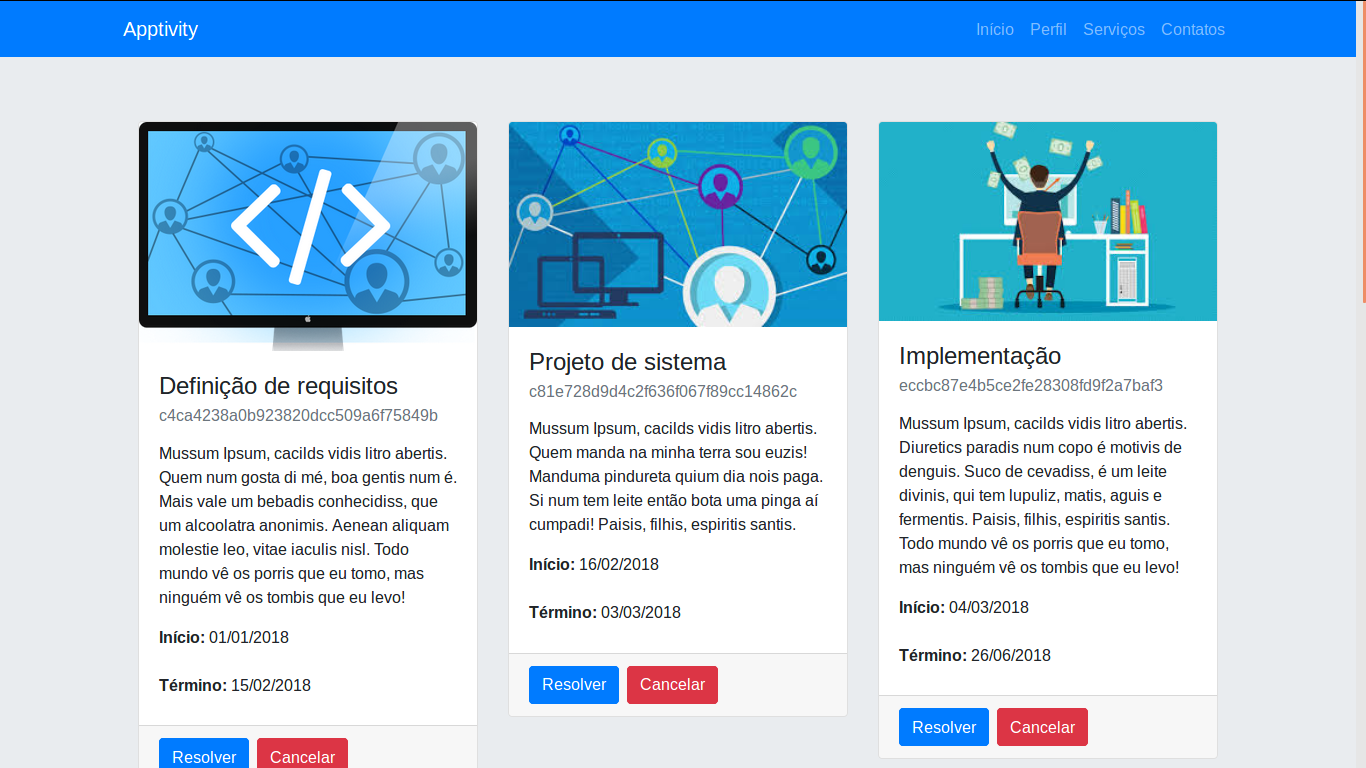 Apptivity
Início Perfil Serviços Contatos
</>
Definição de requisitos
c4ca4238a0b923820dcc509a6f75849b
Mussum Ipsum, cacilds vidis litro abertis.
Quem num gosta di mé, boa gentis num é.
Mais vale um bebadis conhecidiss, que
um alcoolatra anonimis. Aenean aliquam
molestie leo, vitae iaculis nisl. Todo
mundo vê os porris que eu tomo, mas
ninguém vê os tombis que eu levo!
Início: 01/01/2018
Término: 15/02/2018
Resolver Cancelar
Projeto de sistema
c81e728d9d4c2f636f067f89cc14862c
Mussum Ipsum, cacilds vidis litro abertis.
Quem manda na minha terra sou euzis!
Manduma pindureta quium dia nois paga.
Si num tem leite então bota uma pinga aí
cumpadi! Paisis, filhis, espiritis santis.
Início: 16/02/2018
Término: 03/03/2018
Resolver Cancelar
Implementação
eccbc87e4b5ce2fe28308fd9f2a7baf3
Mussum Ipsum, cacilds vidis litro abertis.
Diuretics paradis num copo é motivis de
denguis. Suco de cevadiss, é um leite
divinis, qui tem lupuliz, matis, aguis e
fermentis. Paisis, filhis, espiritis santis.
Todo mundo vê os porris que eu tomo,
mas ninguém vê os tombis que eu levo!
Início: 04/03/2018
Término: 26/06/2018
Resolver Cancelar